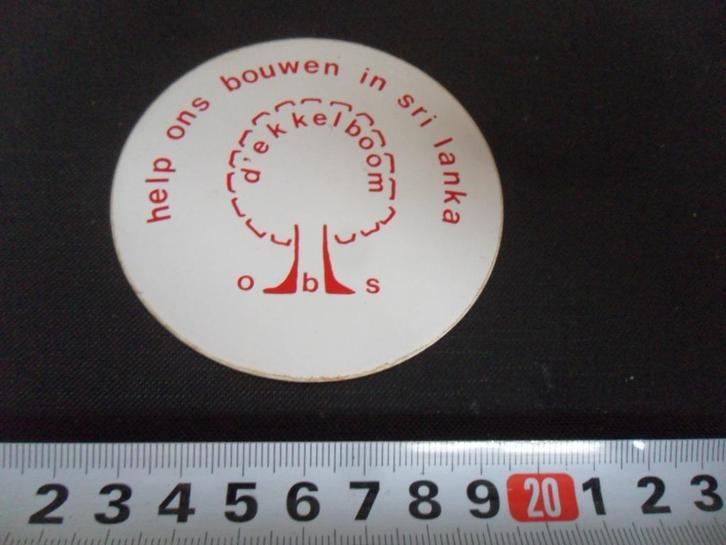 help ons bouwen in sri lanka
d'ekkelboom
o b s
2 3 4 5 6 7 8 9 20 1 2 3